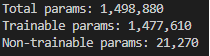 Total params: 1,498,880
Trainable params: 1,477,610
Non-trainable params: 21,270